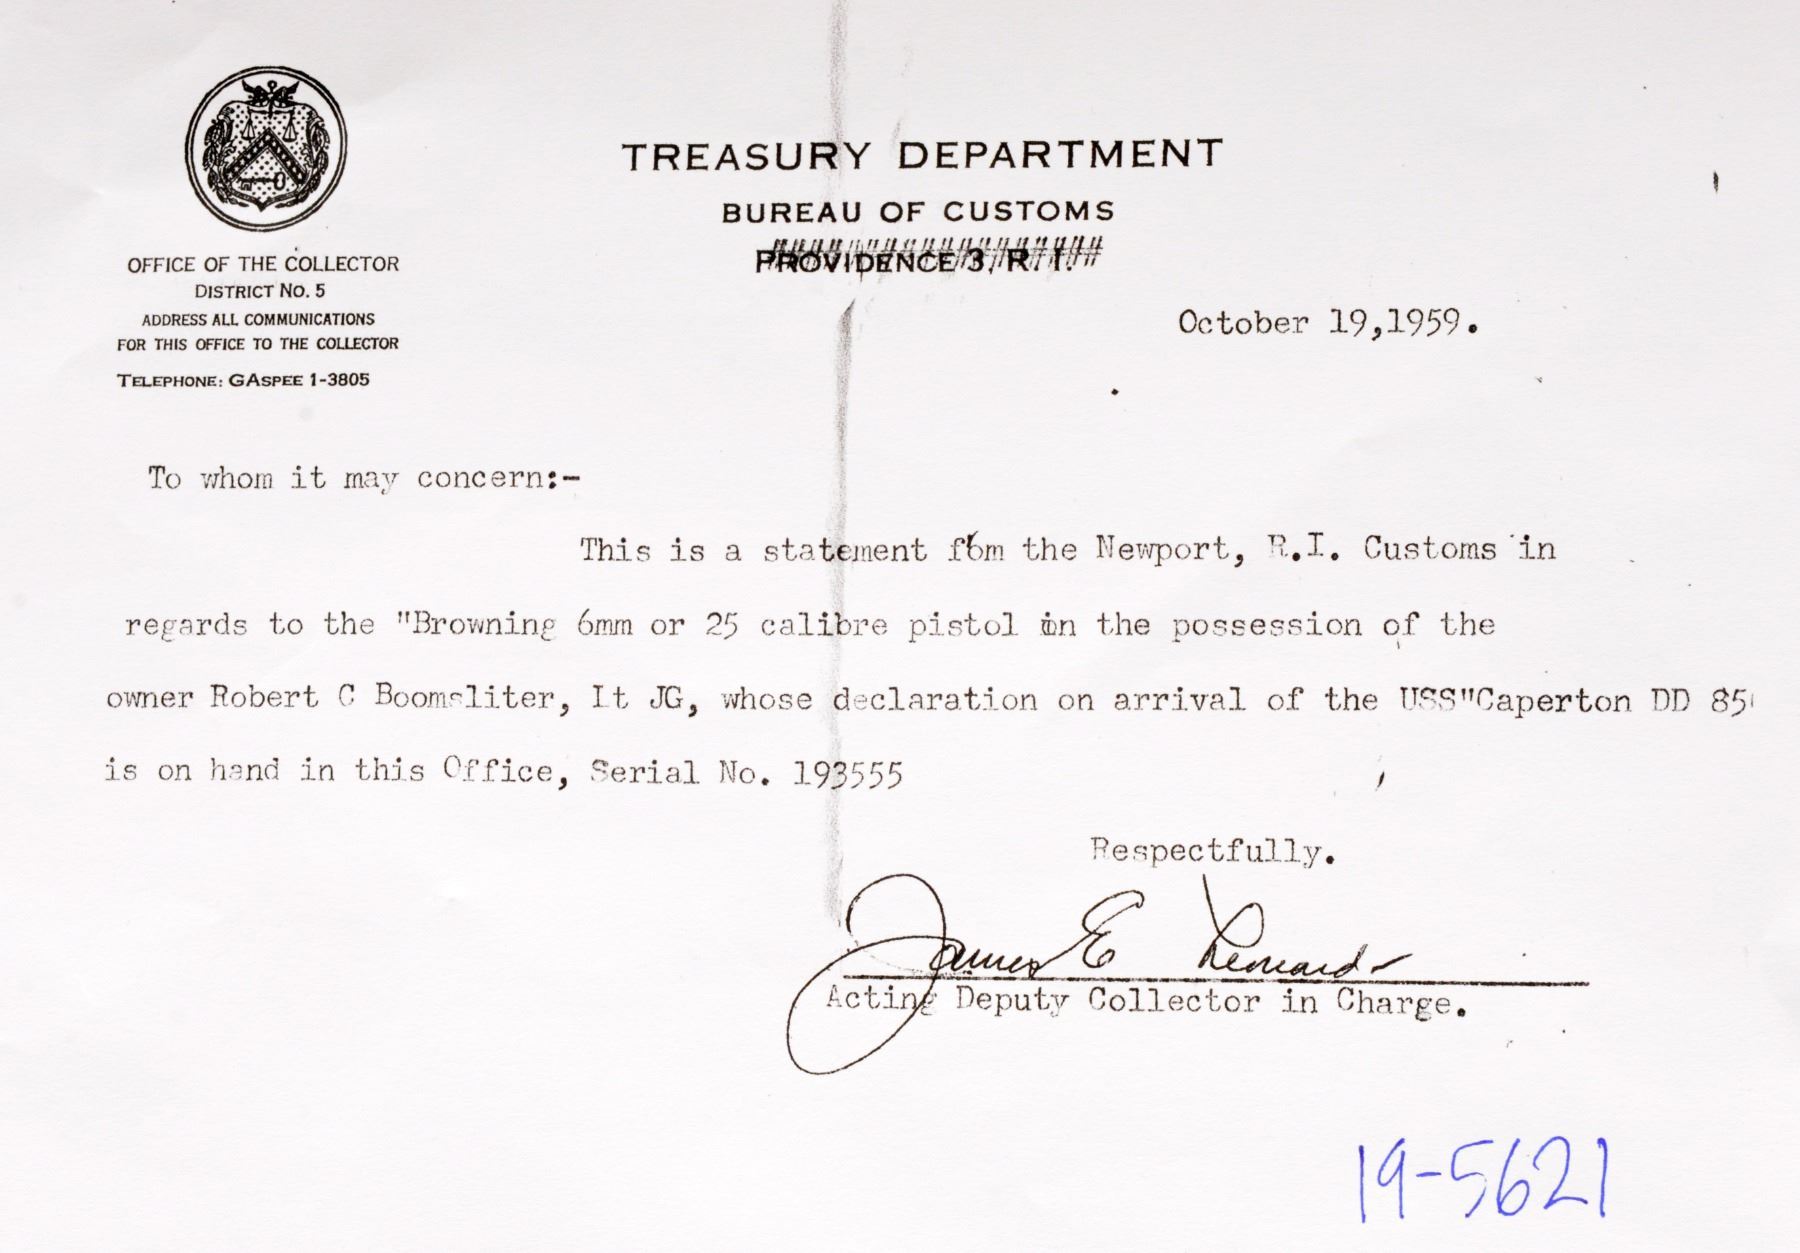 TREASURY DEPARTMENT
BUREAU OF CUSTOMS
PROVIDENCE 3, R. I.
OFFICE OF THE COLLECTOR
DISTRICT NO. 5
ADDRESS ALL COMMUNICATIONS
FOR THIS OFFICE TO THE COLLECTOR
TELEPHONE: GASPEE 1-3805
October 19,1959.
To whom it may concern:-
This is a statement fom the Newport, R.I. Customs in
regards to the "Browning 6mm or 25 calibre pistol in the possession of the
owner Robert C Boomsliter, Lt JG, whose declaration on arrival of the USS"Caperton DD 85
is on hand in this Office, Serial No. 193555
Respectfully.
James E Leonard
Acting Deputy Collector in Charge.
19-5621